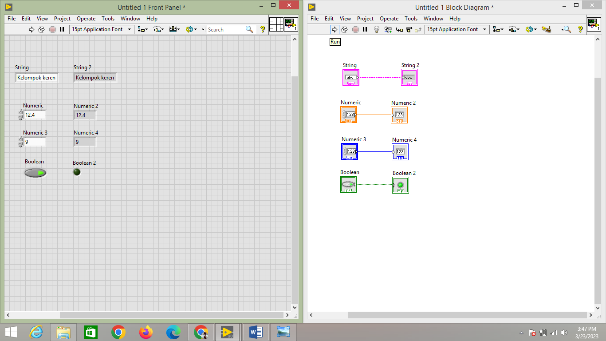 Untitled 1 Front Panel *
File Edit View Project Operate Tools Window Help
15pt Application Font
Search
String
Kelompok keren
String 2
Kelompok keren
Numeric
12.4
Numeric 2
12.4
Numeric 3
9
Numeric 4
9
Boolean
Boolean 2
Untitled 1 Block Diagram *
File Edit View Project Operate Tools Window Help
15pt Application Font
Run
String
String 2
Numeric
Numeric 2
Numeric 3
Numeric 4
Boolean
Boolean 2
3:47 PM